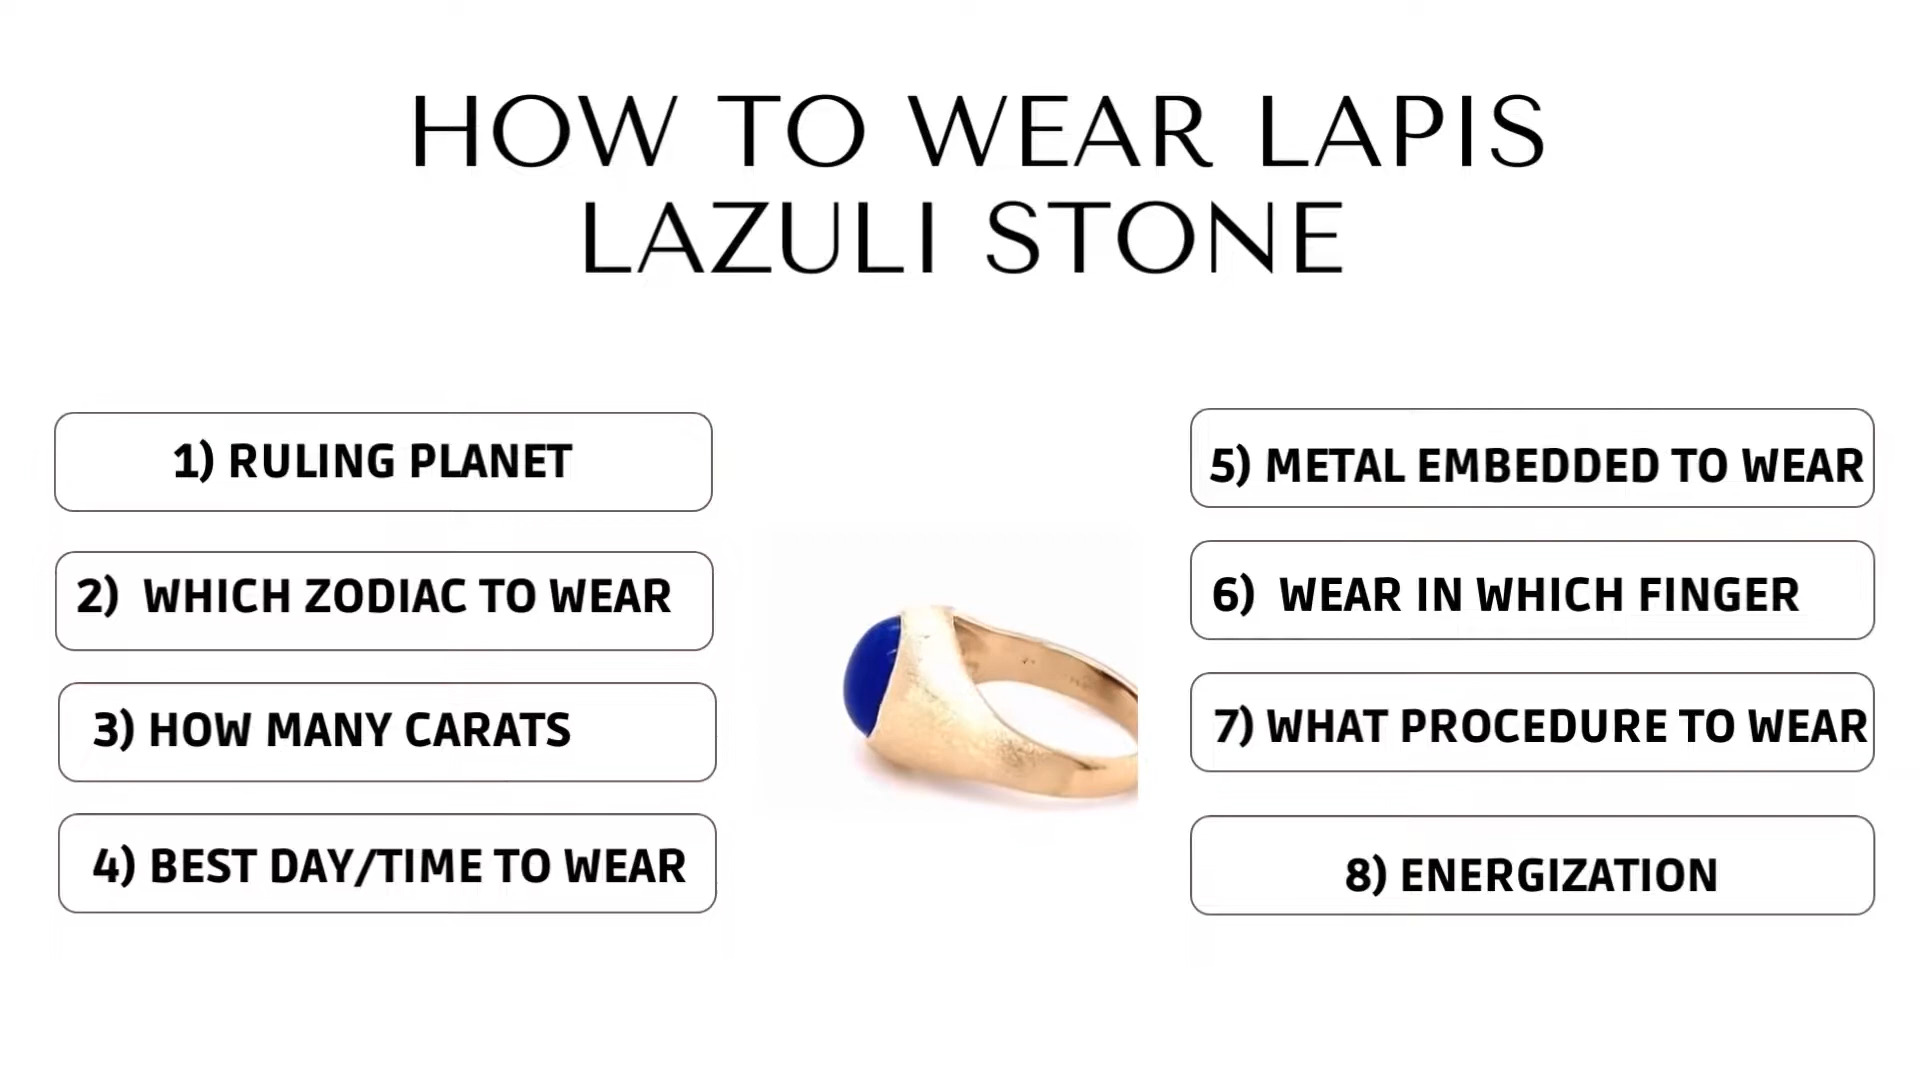 HOW TO WEAR LAPIS
LAZULI STONE
1) RULING PLANET
2) WHICH ZODIAC TO WEAR
3) HOW MANY CARATS
4) BEST DAY/TIME TO WEAR
5) METAL EMBEDDED TO WEAR
6) WEAR IN WHICH FINGER
7) WHAT PROCEDURE TO WEAR
8) ENERGIZATION